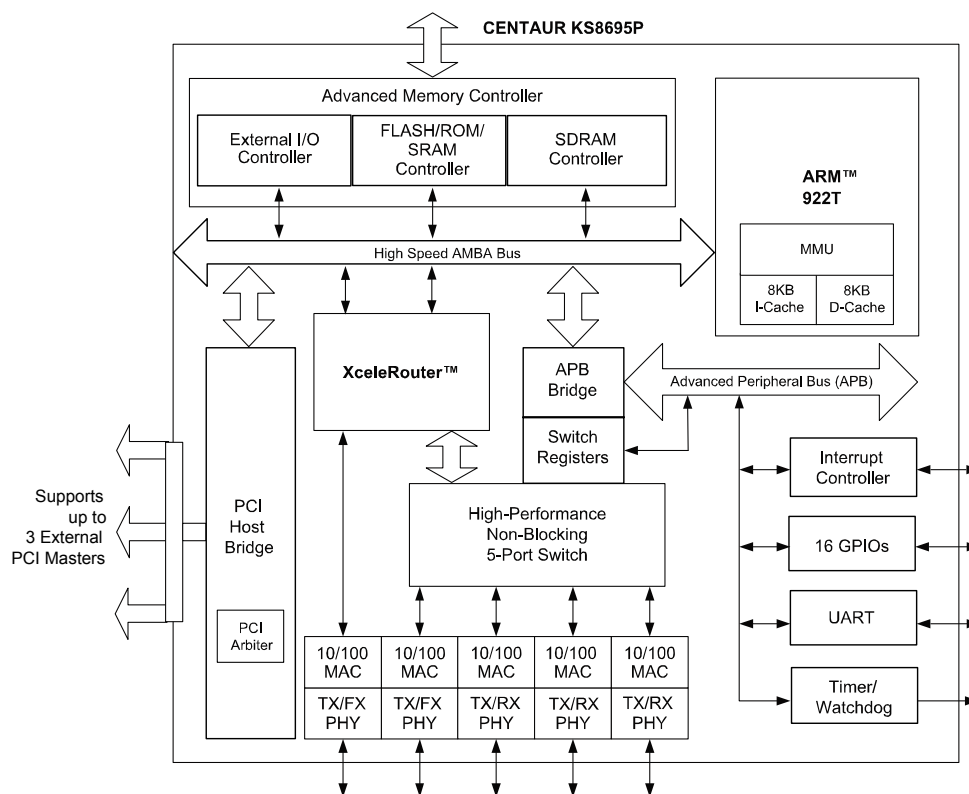 CENTAUR KS8695P
Advanced Memory Controller
External I/O
Controller
FLASH/ROM/
SRAM
Controller
SDRAM
Controller
ARM™
922T
MMU
8KB
I-Cache
8KB
D-Cache
High Speed AMBA Bus
XceleRouter™
APB
Bridge
Advanced Peripheral Bus (APB)
Switch
Registers
PCI
Host
Bridge
PCI
Arbiter
Supports
up to
3 External
PCI Masters
High-Performance
Non-Blocking
5-Port Switch
Interrupt
Controller
16 GPIOs
UART
Timer/
Watchdog
10/100
MAC
10/100
MAC
10/100
MAC
10/100
MAC
10/100
MAC
TX/FX
PHY
TX/FX
PHY
TX/RX
PHY
TX/RX
PHY
TX/RX
PHY